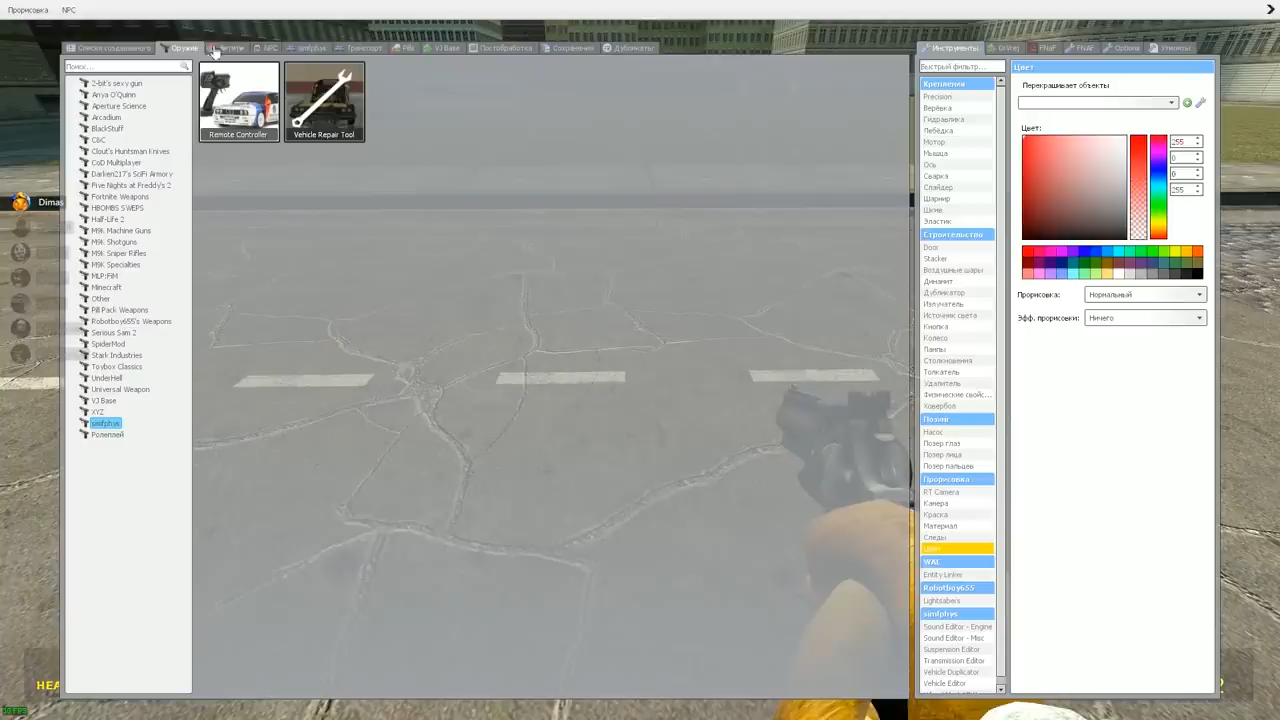 Прорисовка NPC
Списки созданного Оружие NPC simfphys Транспорт Pills VJ Base Постобработка Сохранения Дубликаты
Поиск...
2-bit's sexy gun
Anya O'Quinn
Aperture Science
Arcadium
BlackStuff
C&C
Clout's Huntsman Knives
CoD Multiplayer
Darken217's SciFi Armory
Five Nights at Freddy's 2
Fortnite Weapons
HBOMBS SWEPS
Half-Life 2
M9K Machine Guns
M9K Shotguns
M9K Sniper Rifles
M9K Specialties
MLP:FiM
Minecraft
Other
Pill Pack Weapons
Robotboy655's Weapons
Serious Sam 2
SpiderMod
Stark Industries
Toybox Classics
UnderHell
Universal Weapon
VJ Base
XYZ
simfphys
Ролеплей
Remote Controller
Vehicle Repair Tool
Dimas
HEA
Инструменты FNaF FNAF Options Утилиты
Быстрый фильтр...
Крепления
Precision
Верёвка
Гидравлика
Лебёдка
Мотор
Мышца
Ось
Сварка
Слайдер
Шарнир
Шкив
Эластик
Строительство
Door
Stacker
Воздушные шары
Динамит
Дубликатор
Излучатель
Источник света
Кнопка
Колесо
Лампы
Столкновения
Толкатель
Удалитель
Физические свойс...
Ховербол
Позинг
Насос
Позер глаз
Позер лица
Позер пальцев
Прорисовка
RT Camera
Камера
Краска
Материал
Следы
Цвет
WAL
Entity Linker
Robotboy655
Lightsabers
simfphys
Sound Editor - Engine
Sound Editor - Misc
Suspension Editor
Transmission Editor
Vehicle Duplicator
Vehicle Editor
Цвет
Перекрашивает объекты
Цвет:
255
0
0
255
Прорисовка: Нормальный
Эфф. прорисовки: Ничего